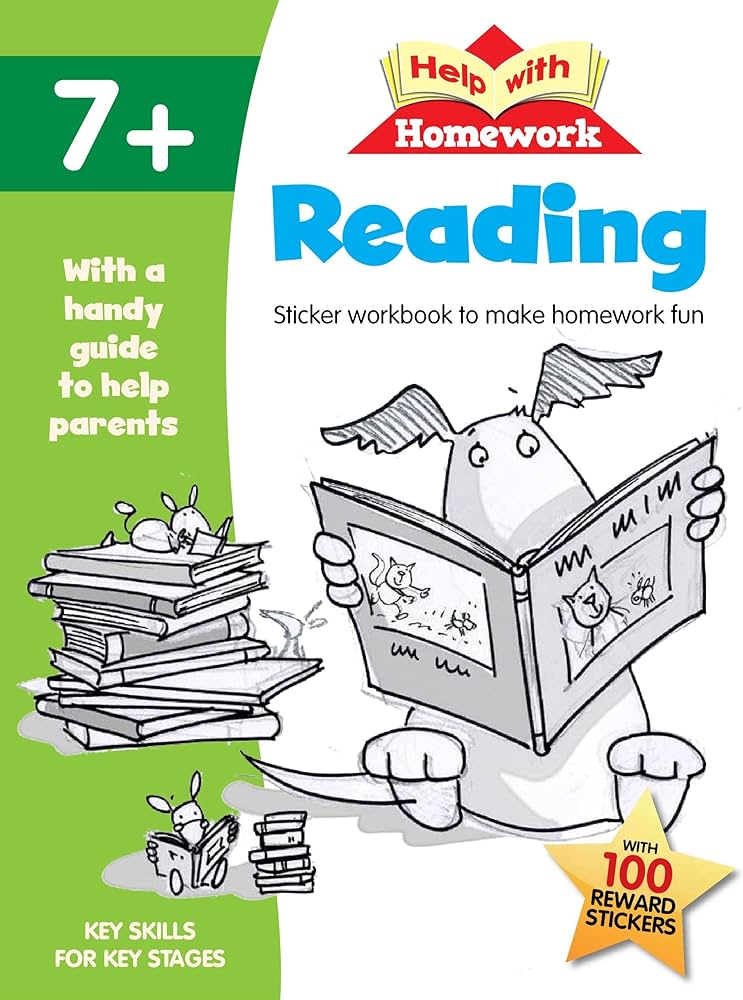 7+
Help with
Homework
Reading
Sticker workbook to make homework fun
With a
handy
guide
to help
parents
WITH
100
REWARD
STICKERS
KEY SKILLS
FOR KEY STAGES